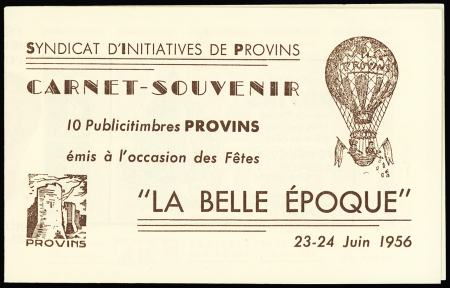 SYNDICAT D'INITIATIVES DE PROVINS
CARNET-SOUVENIR
10 Publicitimbres PROVINS
émis à l'occasion des Fêtes
"LA BELLE ÉPOQUE"
23-24 Juin 1956
PROVINS
PROVINS